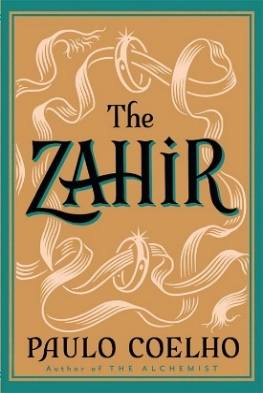 The
ZAHiR
PAULO COELHO
Author of THE ALCHEMIST